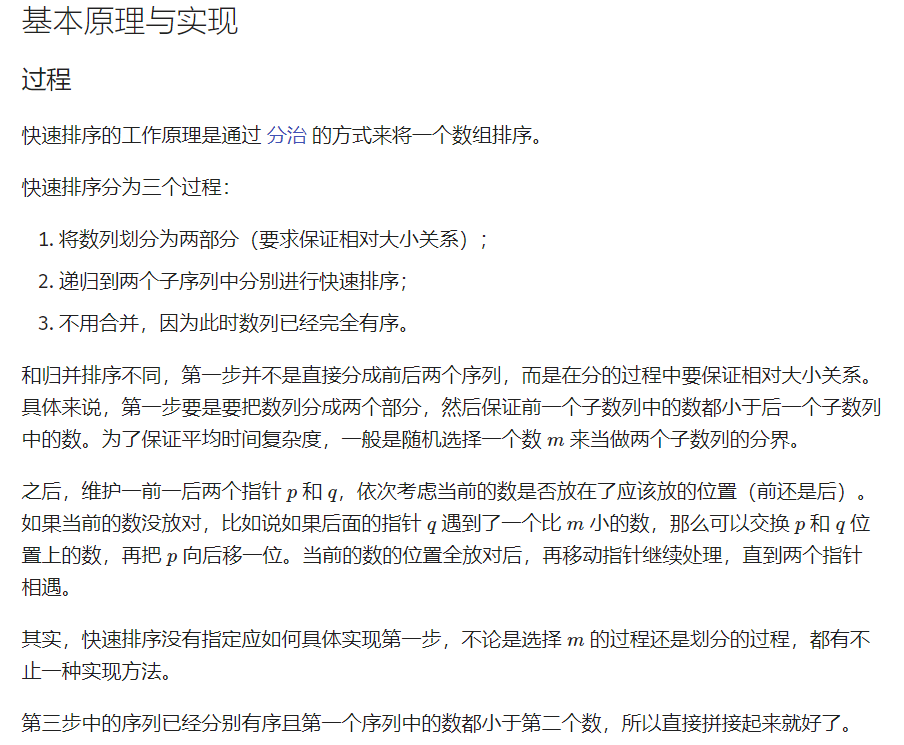 基本原理与实现
过程
快速排序的工作原理是通过 分治 的方式来将一个数组排序。
快速排序分为三个过程：
1. 将数列划分为两部分（要求保证相对大小关系）；
2. 递归到两个子序列中分别进行快速排序；
3. 不用合并，因为此时数列已经完全有序。
和归并排序不同，第一步并不是直接分成前后两个序列，而是在分的过程中要保证相对大小关系。
具体来说，第一步要是要把数列分成两个部分，然后保证前一个子数列中的数都小于后一个子数列
中的数。为了保证平均时间复杂度，一般是随机选择一个数 m 来当做两个子数列的分界。
之后，维护一前一后两个指针 p 和 q，依次考虑当前的数是否放在了应该放的位置（前还是后）。
如果当前的数没放对，比如说如果后面的指针 q 遇到了一个比 m 小的数，那么可以交换 p 和 q 位
置上的数，再把 p 向后移一位。当前的数的位置全放对后，再移动指针继续处理，直到两个指针
相遇。
其实，快速排序没有指定应如何具体实现第一步，不论是选择 m 的过程还是划分的过程，都有不
止一种实现方法。
第三步中的序列已经分别有序且第一个序列中的数都小于第二个数，所以直接拼接起来就好了。